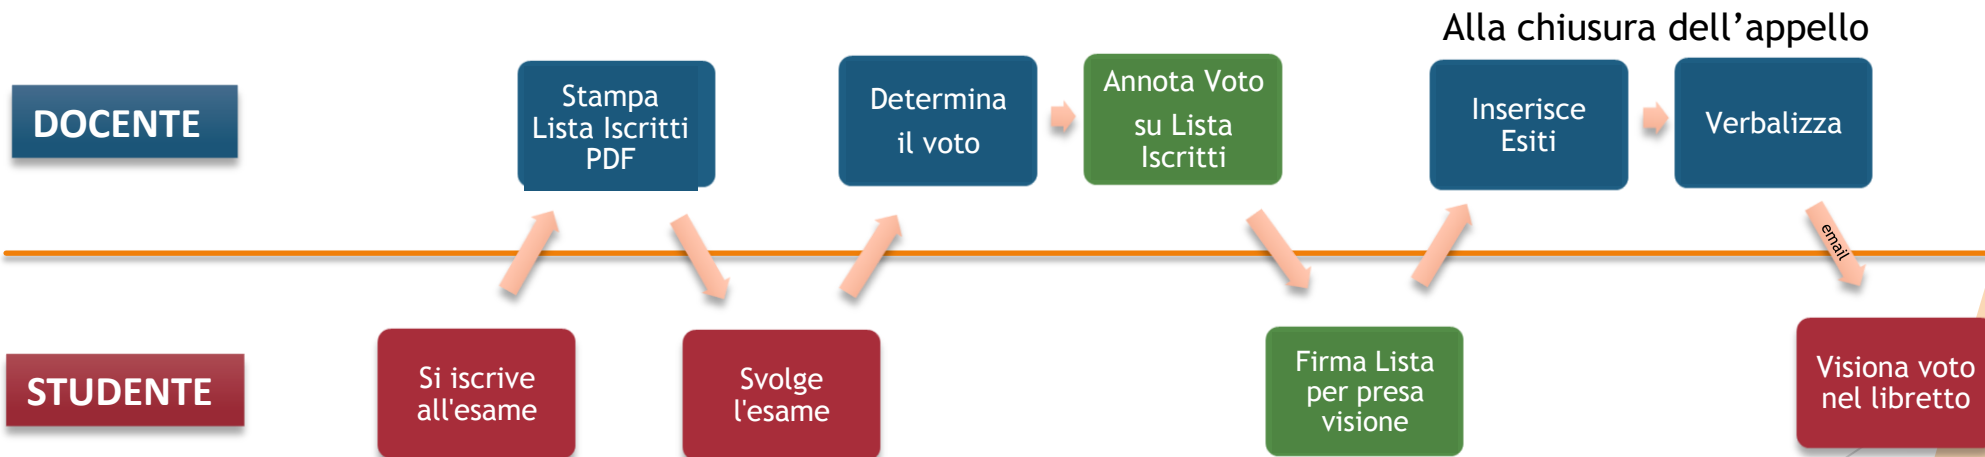 Alla chiusura dell’appello
DOCENTE
Stampa
Lista Iscritti
PDF
Determina
il voto
Annota Voto
su Lista
Iscritti
Inserisce
Esiti
Verbalizza
email
STUDENTE
Si iscrive
all'esame
Svolge
l'esame
Firma Lista
per presa
visione
Visiona voto
nel libretto